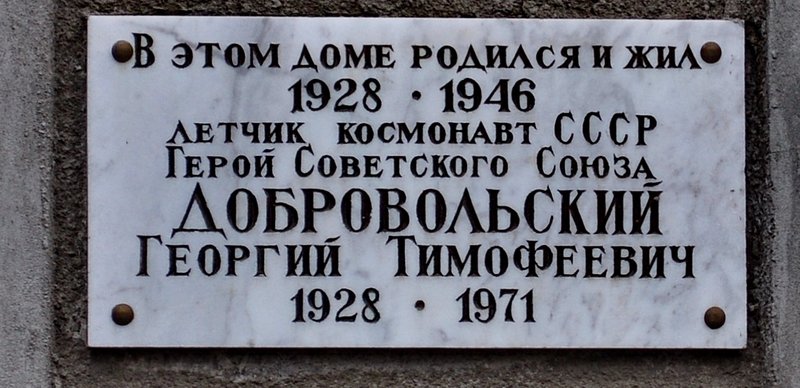 В ЭТОМ ДОМЕ РОДИЛСЯ И ЖИЛ
1928 · 1946
ЛЕТЧИК КОСМОНАВТ СССР
ГЕРОЙ СОВЕТСКОГО СОЮЗА
ДОБРОВОЛЬСКИЙ
ГЕОРГИЙ ТИМОФЕЕВИЧ
1928 · 1971